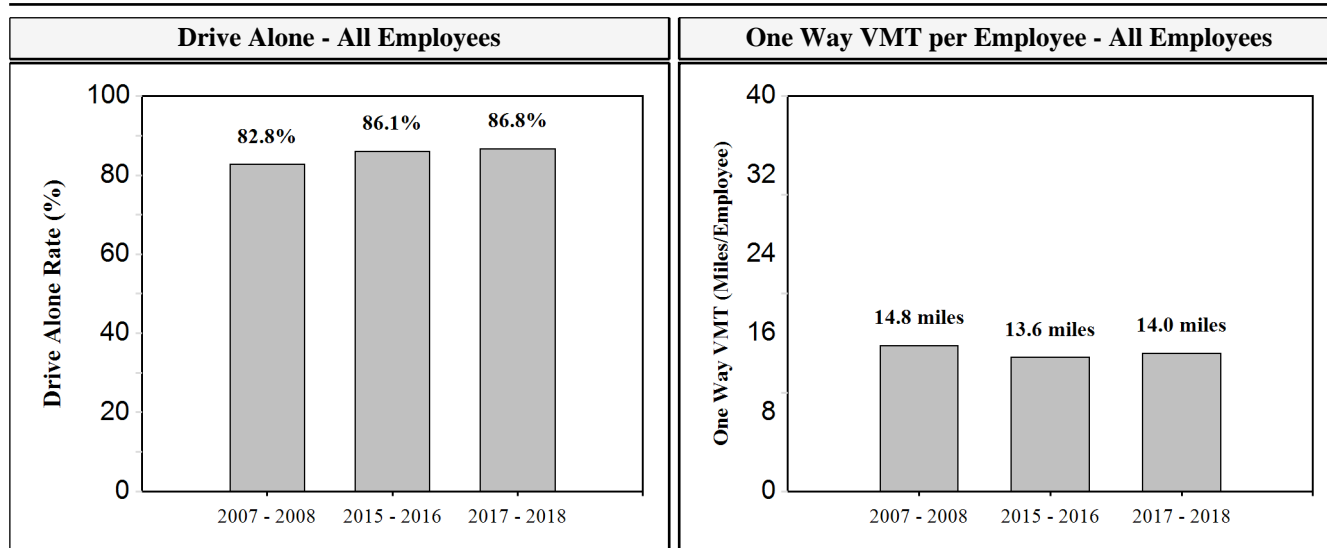 Drive Alone - All Employees
One Way VMT per Employee - All Employees
Drive Alone Rate (%)
100
80
60
40
20
0
82.8%
86.1%
86.8%
2007 - 2008
2015 - 2016
2017 - 2018
One Way VMT (Miles/Employee)
40
32
24
16
8
0
14.8 miles
13.6 miles
14.0 miles
2007 - 2008
2015 - 2016
2017 - 2018